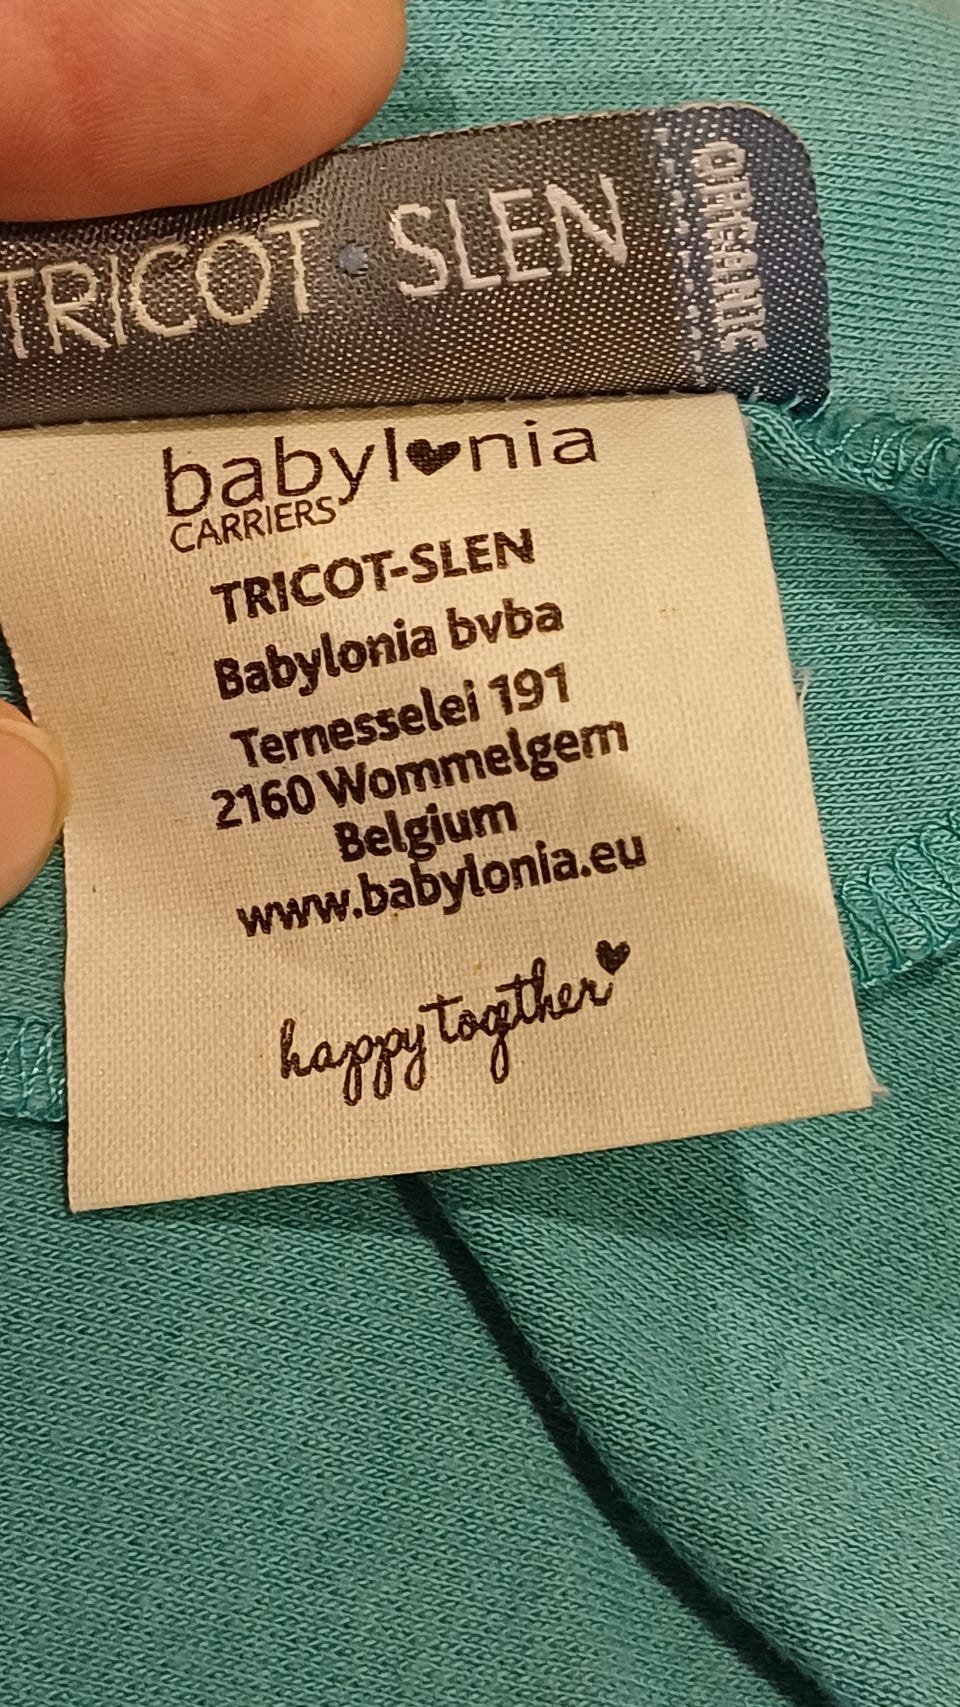 TRICOT • SLEN
ORGANIC
babyl♥nia
CARRIERS
TRICOT-SLEN
Babylonia bvba
Ternesselei 191
2160 Wommelgem
Belgium
www.babylonia.eu
happy together♥